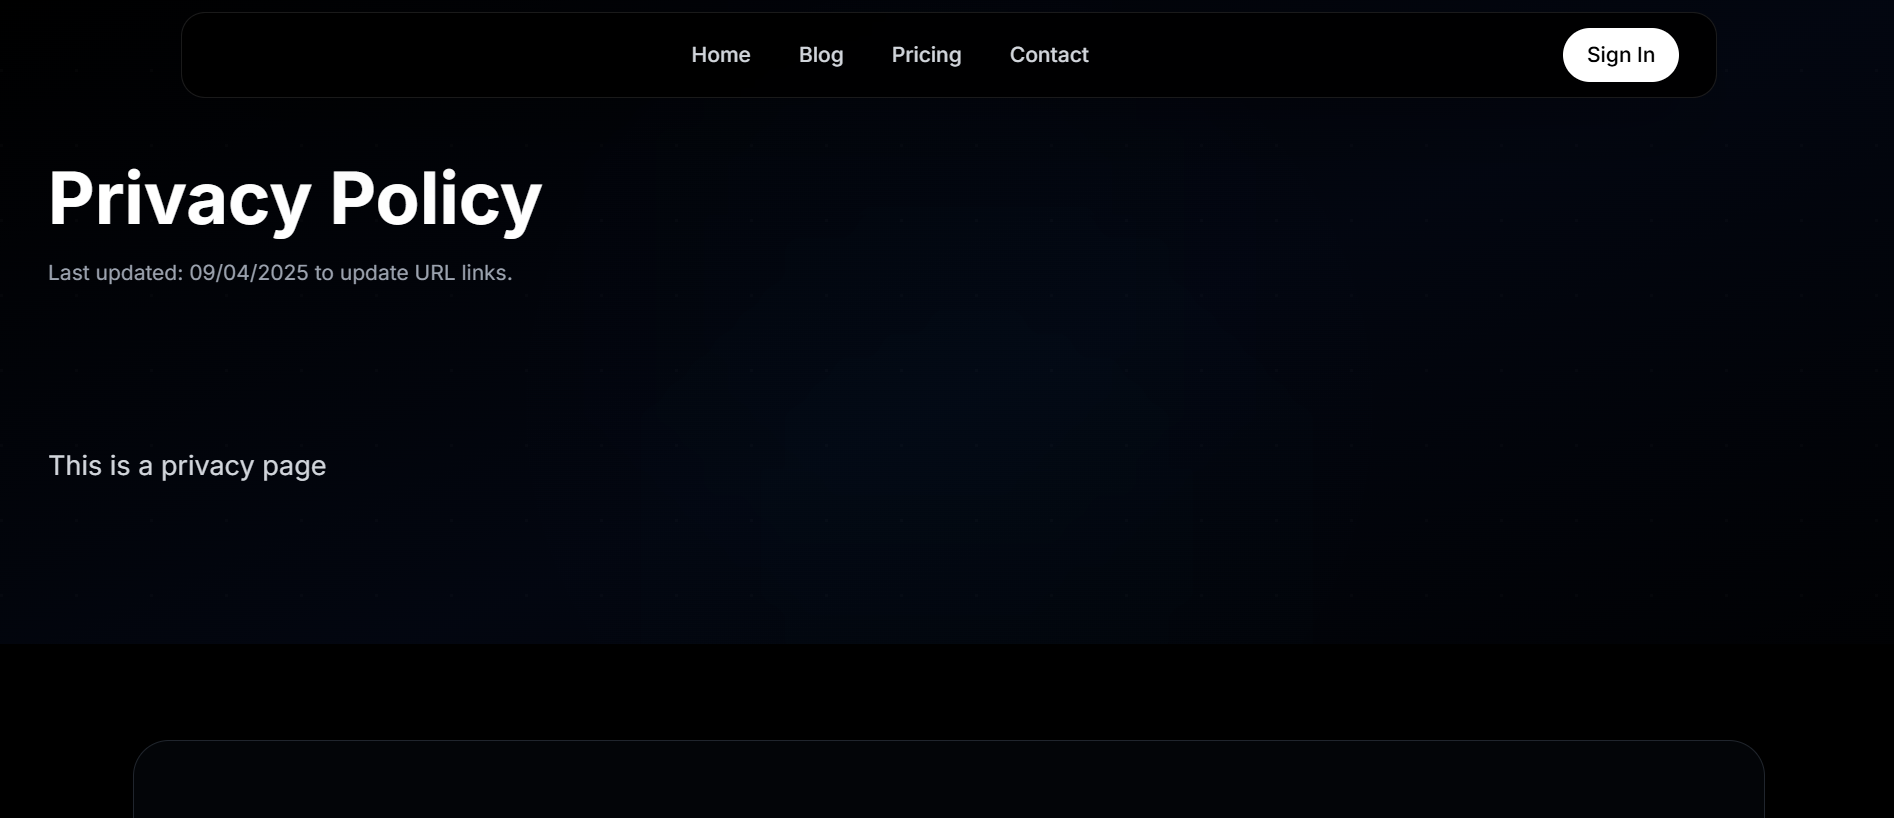 Home Blog Pricing Contact Sign In
Privacy Policy
Last updated: 09/04/2025 to update URL links.
This is a privacy page